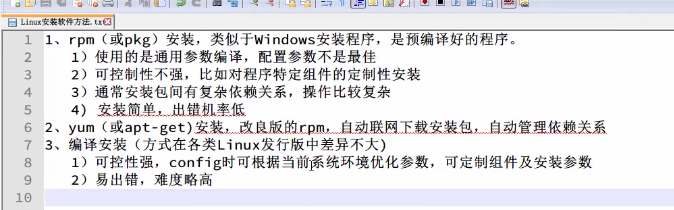 Linux安装软件方法.tx
1 1、rpm（或pkg）安装，类似于Windows安装程序，是预编译好的程序。
2 1）使用的是通用参数编译，配置参数不是最佳
3 2）可控制性不强，比如对程序特定组件的定制性安装
4 3）通常安装包间有复杂依赖关系，操作比较复杂
5 4) 安装简单，出错机率低
6 2、yum（或apt-get)安装，改良版的rpm，自动联网下载安装包，自动管理依赖关系
7 3、编译安装（方式在各类Linux发行版中差异不大)
8 1）可控性强，config时可根据当前系统环境优化参数，可定制组件及安装参数
9 2）易出错，难度略高
10